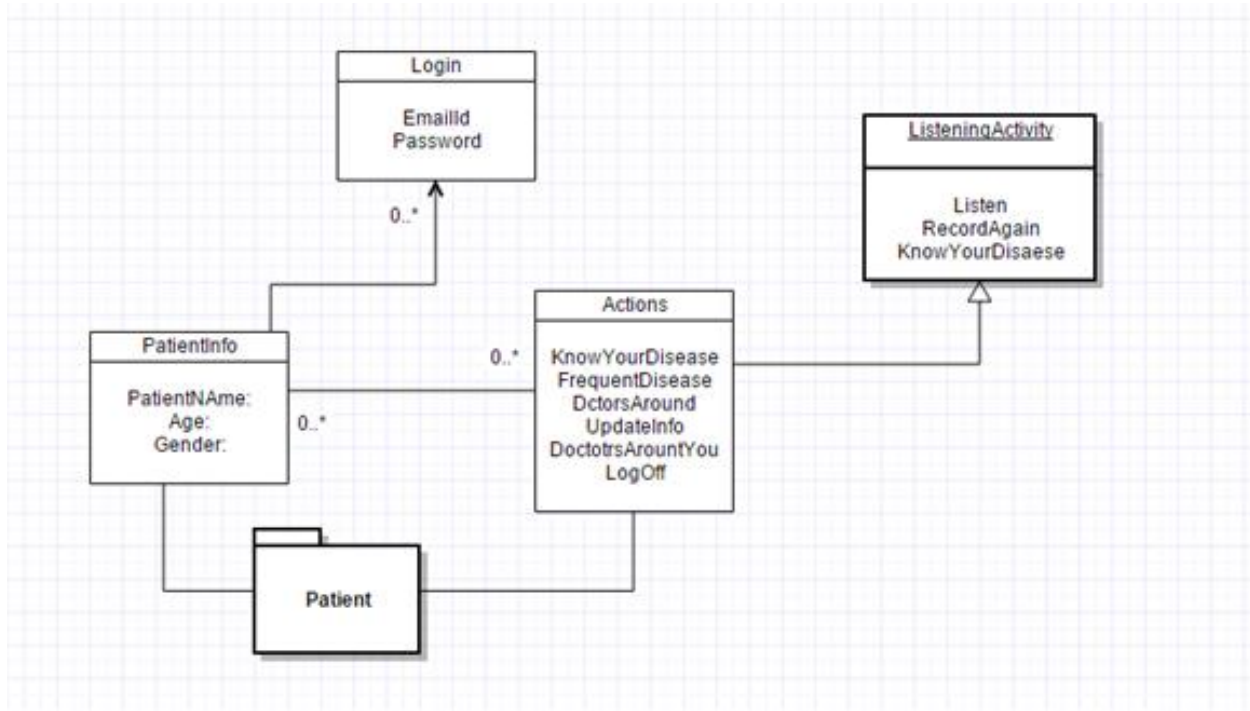 Login
EmailId
Password
0..*
ListeningActivity
Listen
RecordAgain
KnowYourDisaese
PatientInfo
PatientNAme:
Age:
Gender:
0..*
0..*
Actions
KnowYourDisease
FrequentDisease
DctorsAround
UpdateInfo
DoctotrsArountYou
LogOff
Patient